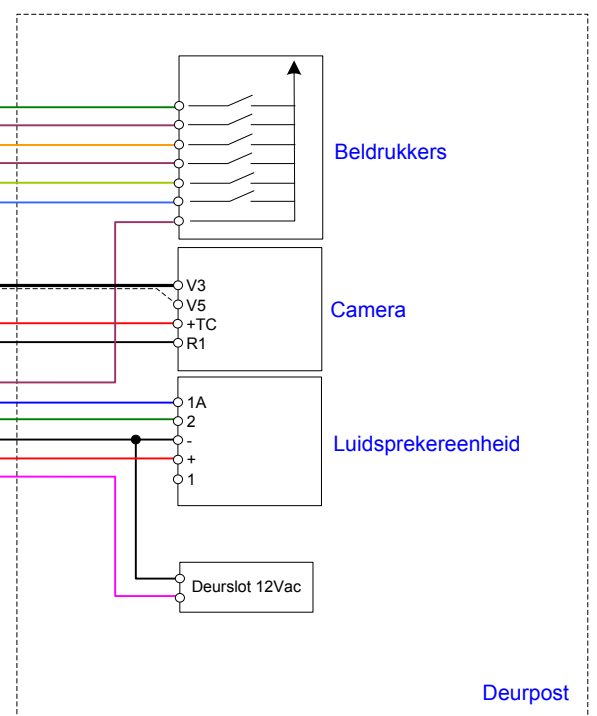 Beldrukkers
V3
V5
+TC
R1
Camera
1A
2
-
+
1
Luidsprekereenheid
Deurslot 12Vac
Deurpost